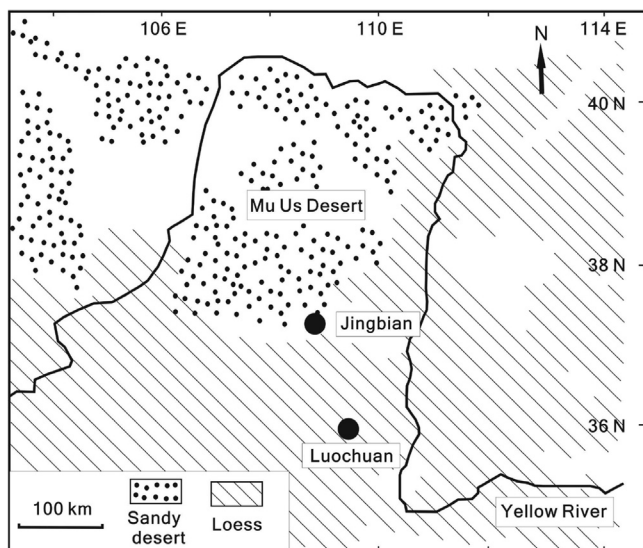 106 E
110 E
114 E
N
40 N
Mu Us Desert
38 N
Jingbian
36 N
Luochuan
100 km
Sandy
desert
Loess
Yellow River